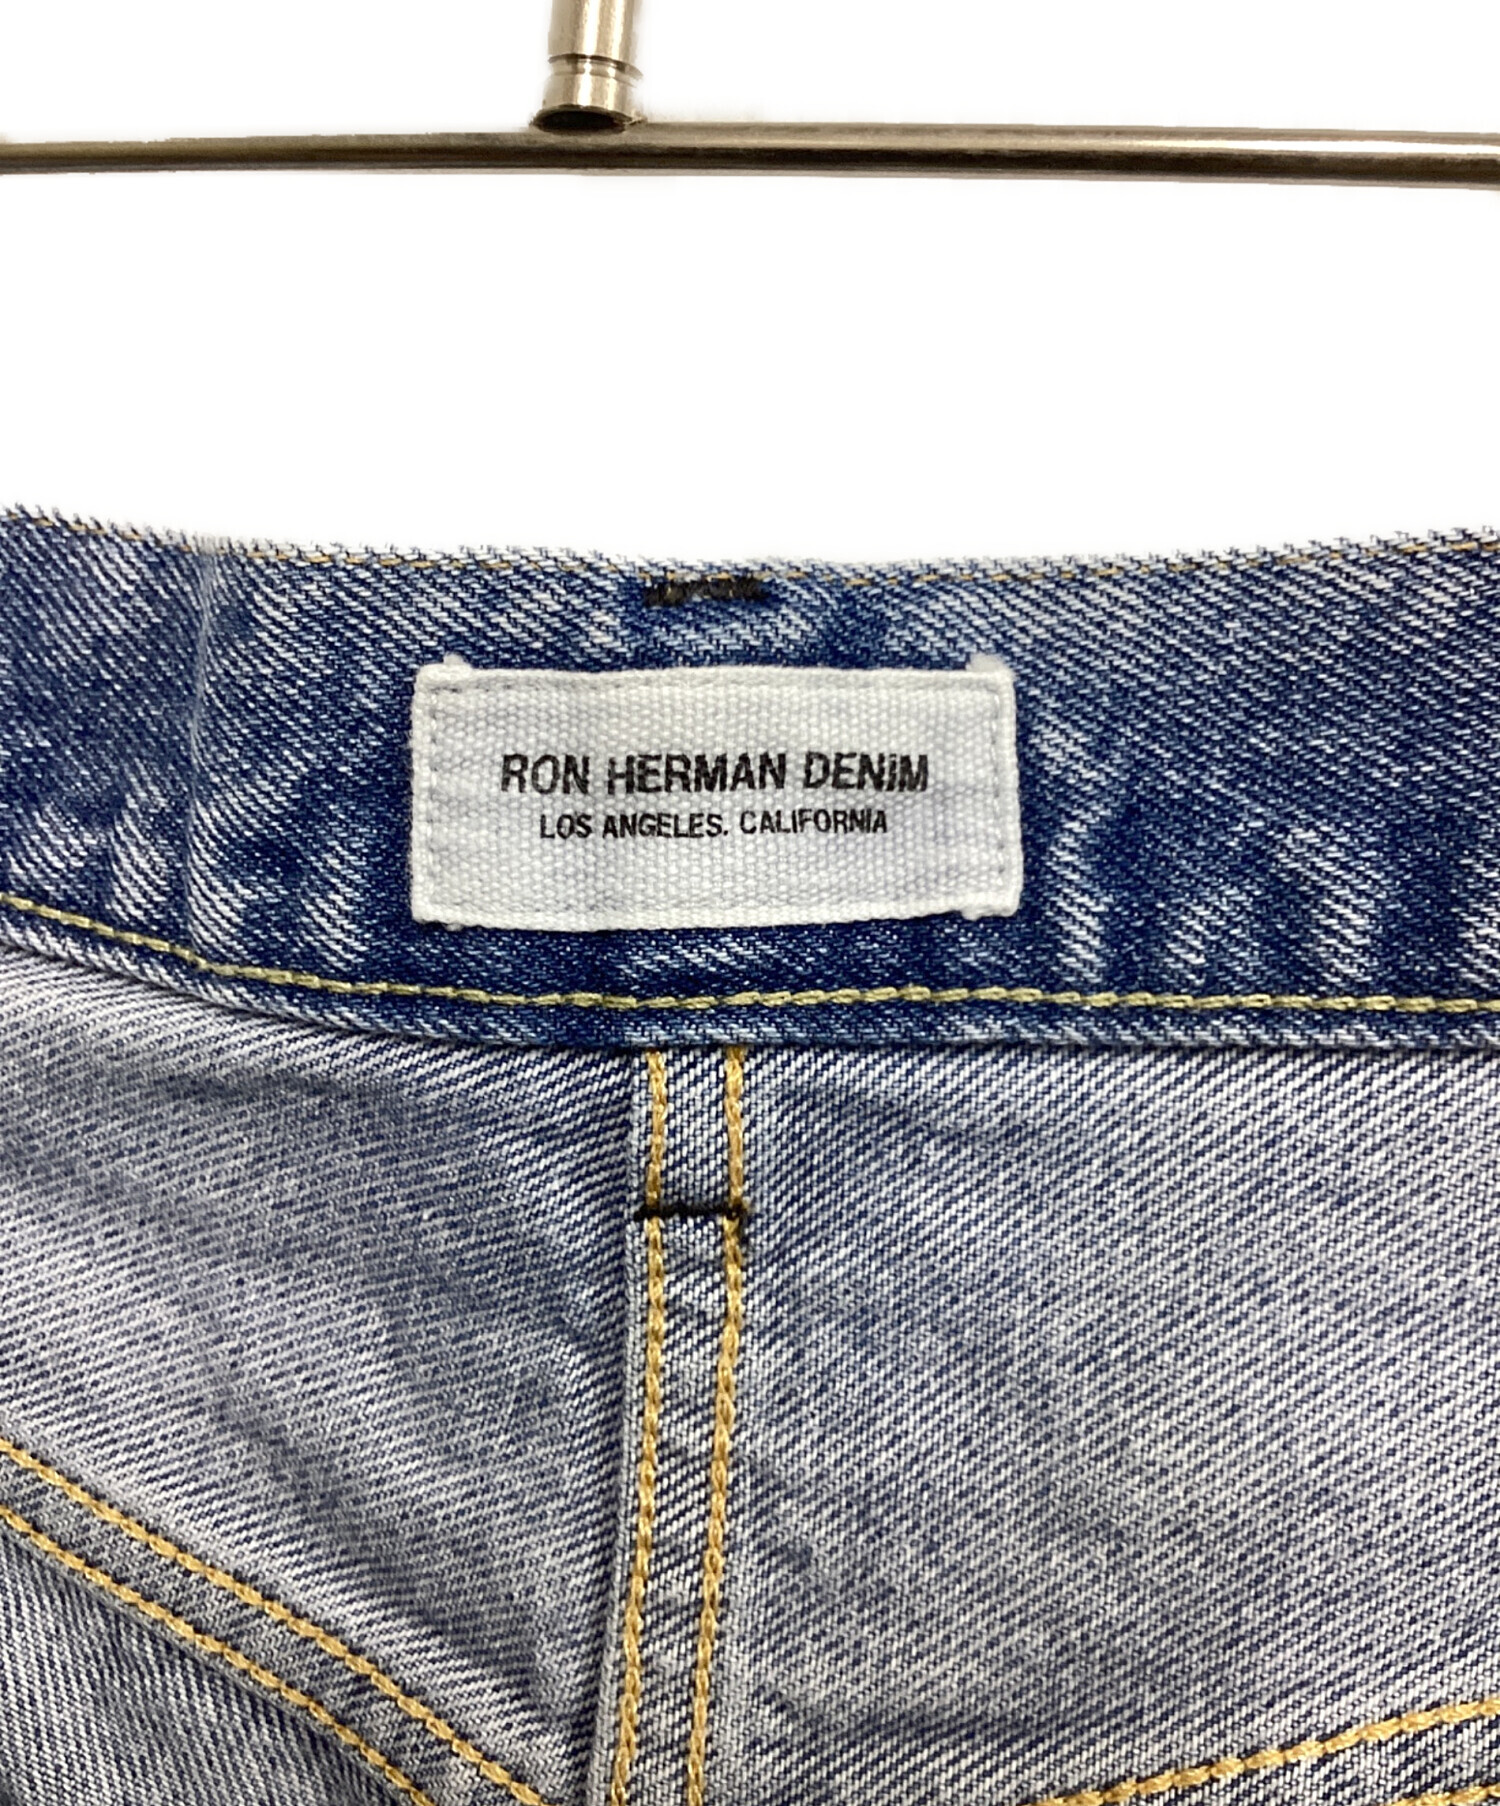 RON HERMAN DENIM
LOS ANGELES. CALIFORNIA